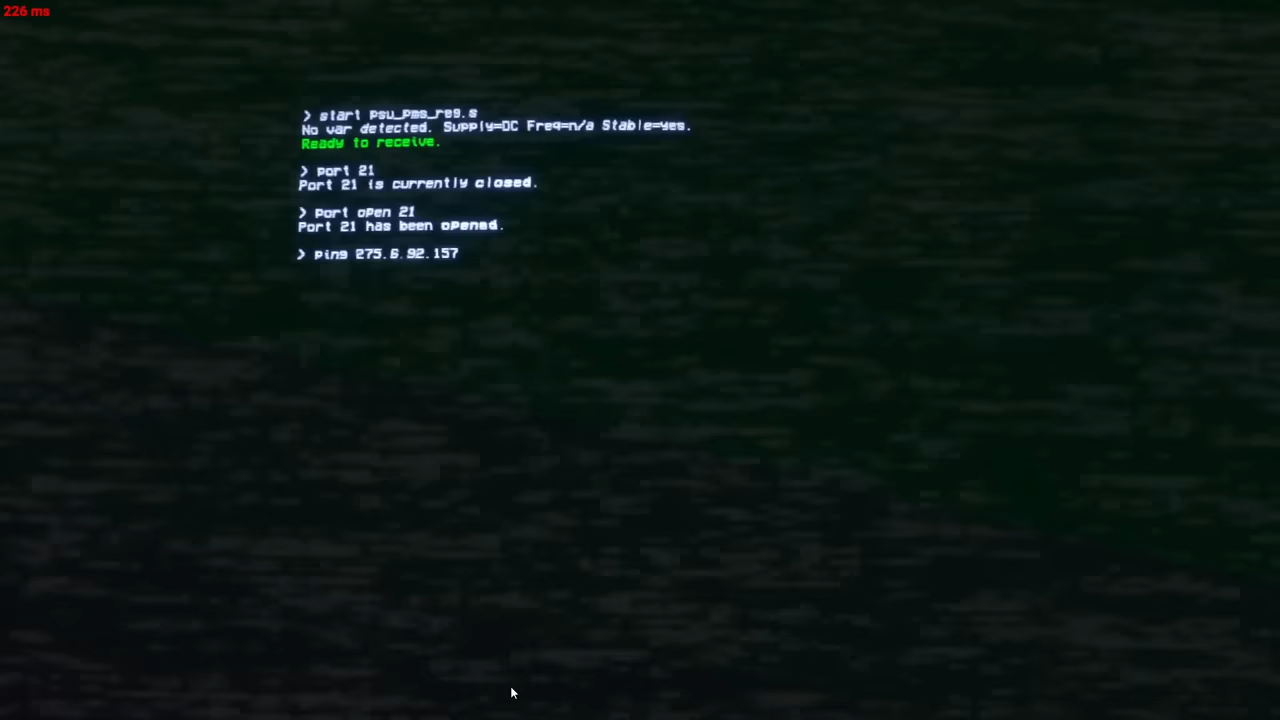 226 ms
> start psu_pms_reg.s
No var detected. Supply=DC Freq=n/a Stable=yes.
Ready to receive.
> port 21
Port 21 is currently closed.
> port open 21
Port 21 has been opened.
> ping 275.6.92.157